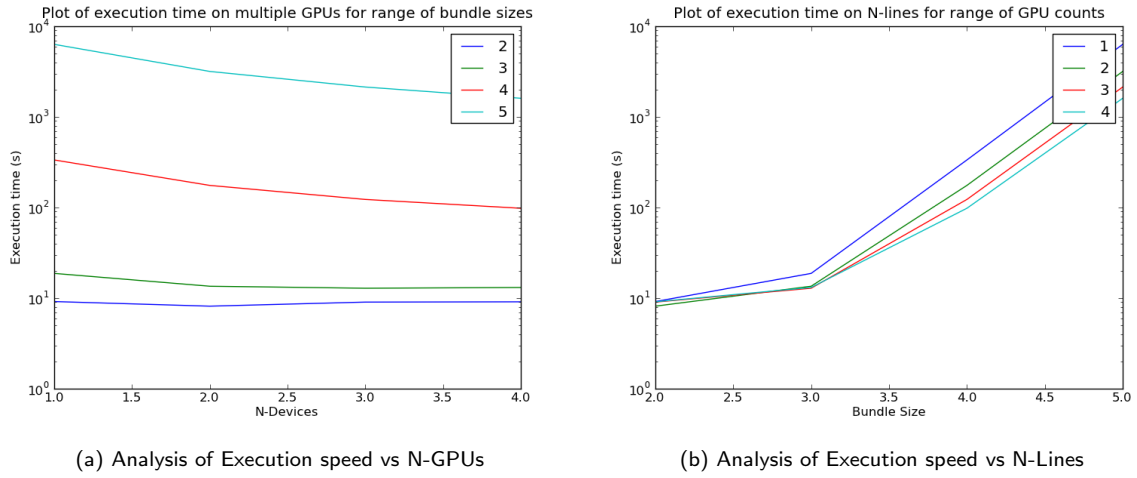 Plot of execution time on multiple GPUs for range of bundle sizes
10^4
10^3
10^2
10^1
10^0
Execution time (s)
2
3
4
5
1.0 1.5 2.0 2.5 3.0 3.5 4.0
N-Devices
(a) Analysis of Execution speed vs N-GPUs
Plot of execution time on N-lines for range of GPU counts
10^4
10^3
10^2
10^1
10^0
Execution time (s)
1
2
3
4
2.0 2.5 3.0 3.5 4.0 4.5 5.0
Bundle Size
(b) Analysis of Execution speed vs N-Lines